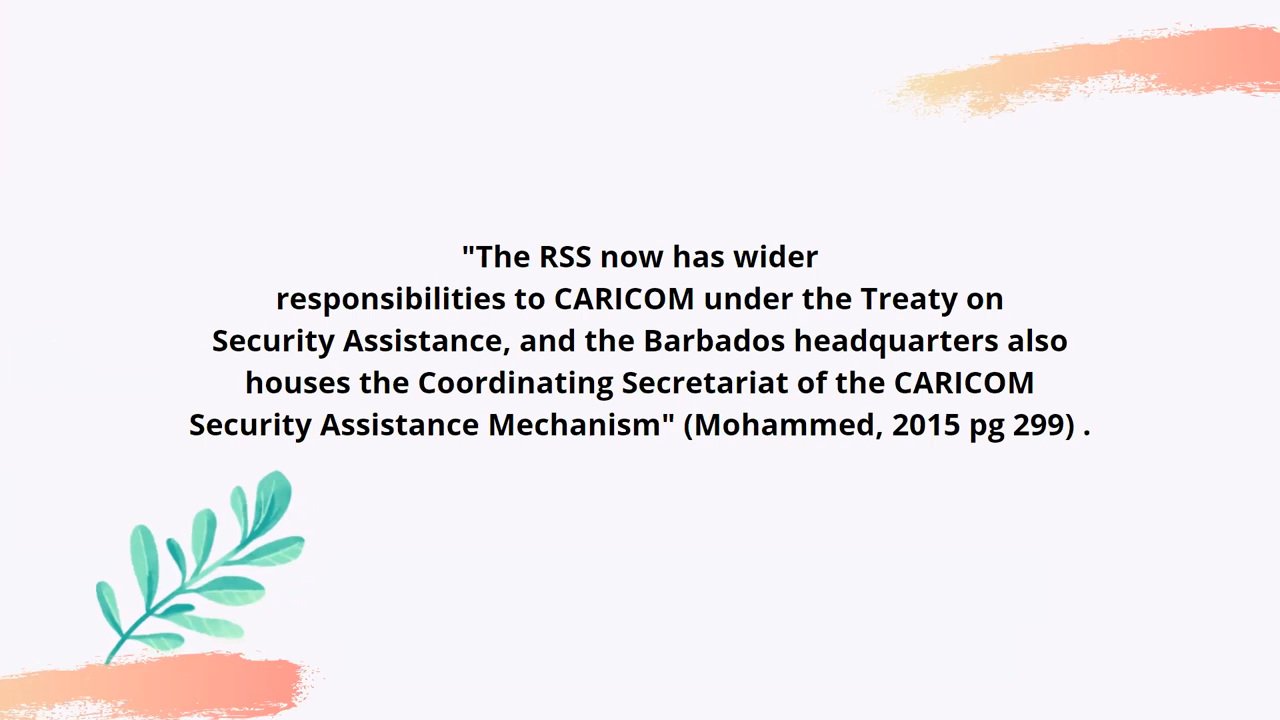 "The RSS now has wider
responsibilities to CARICOM under the Treaty on
Security Assistance, and the Barbados headquarters also
houses the Coordinating Secretariat of the CARICOM
Security Assistance Mechanism" (Mohammed, 2015 pg 299) .